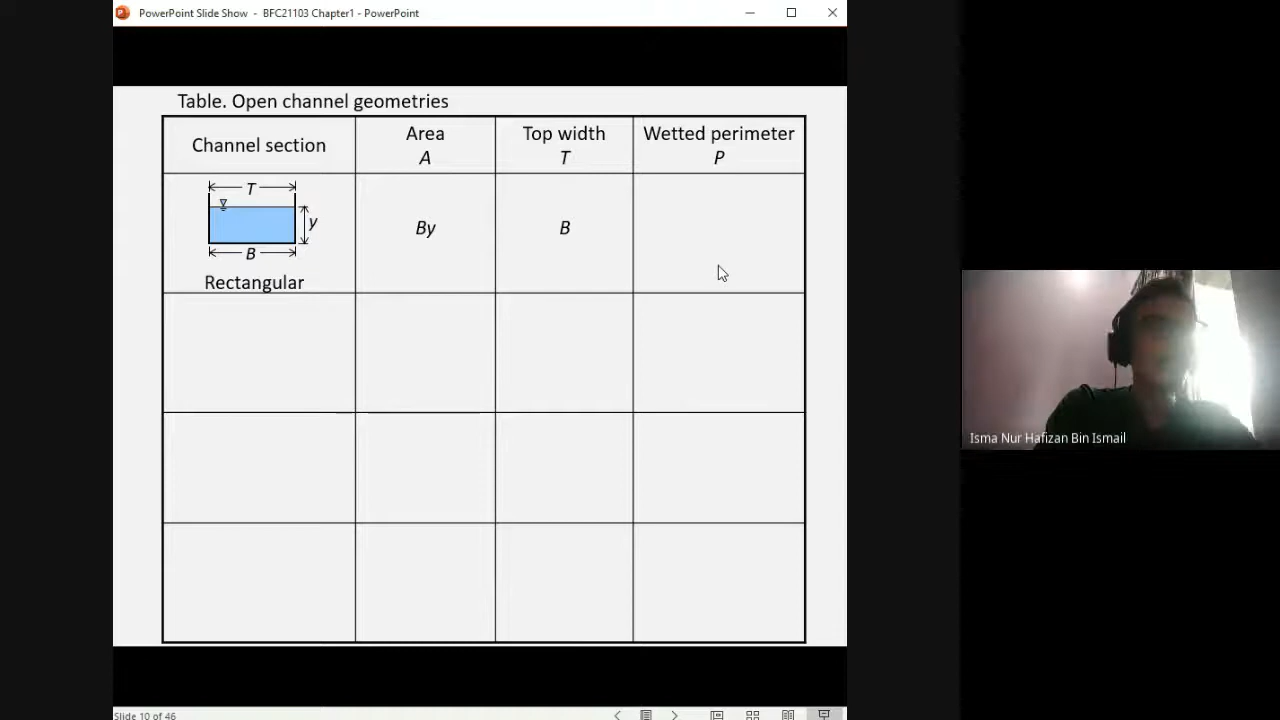 PowerPoint Slide Show - BFC21103 Chapter1 - PowerPoint
Table. Open channel geometries
Channel section
Area
A
Top width
T
Wetted perimeter
P
T
y
B
Rectangular
By
B
Isma Nur Hafizan Bin Ismail
Slide 10 of 46